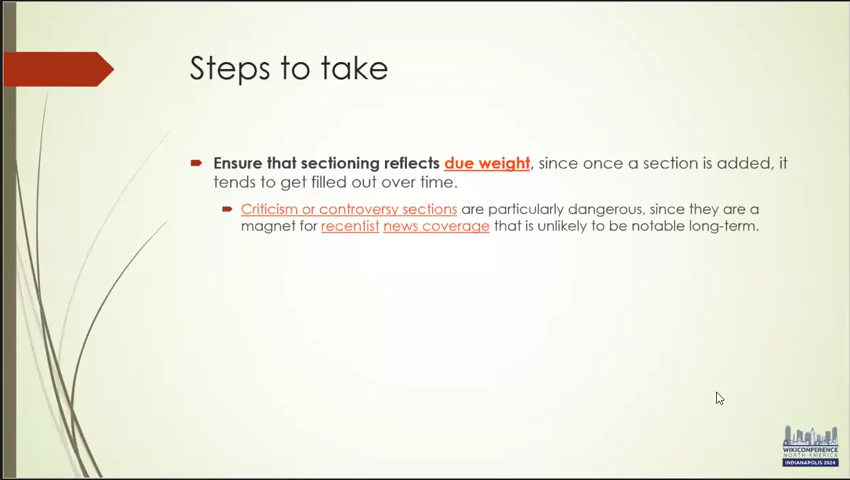 Steps to take
Ensure that sectioning reflects due weight, since once a section is added, it
tends to get filled out over time.
Criticism or controversy sections are particularly dangerous, since they are a
magnet for recentist news coverage that is unlikely to be notable long-term.
WIKICONFERENCE
NORTH AMERICA
INDIANAPOLIS 2024